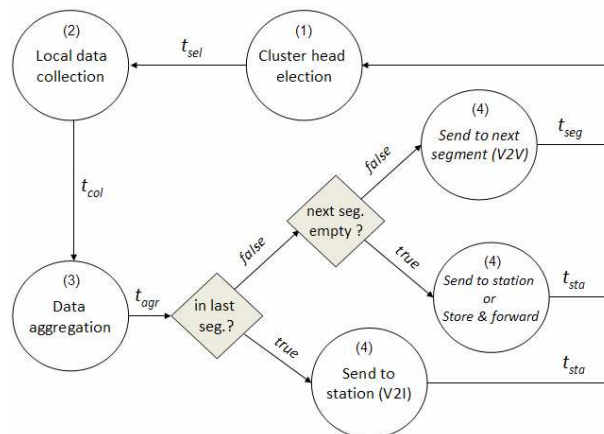 (2)
Local data
collection
t_sel
(1)
Cluster head
election
t_col
(4)
Send to next
segment (V2V)
t_seg
false
next seg.
empty ?
true
(4)
Send to station
or
Store & forward
t_sta
(3)
Data
aggregation
t_agr
in last
seg.?
false
true
(4)
Send to
station (V2I)
t_sta